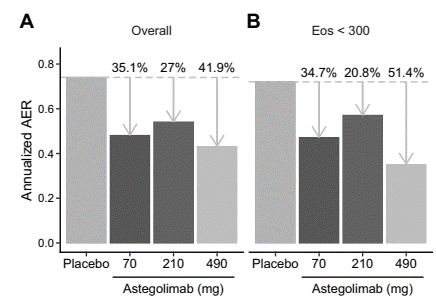 A
Overall
B
Eos < 300
35.1% 27% 41.9%
34.7% 20.8% 51.4%
Annualized AER
0.8
0.6
0.4
0.2
0.0
Placebo 70 210 490
Placebo 70 210 490
Astegolimab (mg)
Astegolimab (mg)